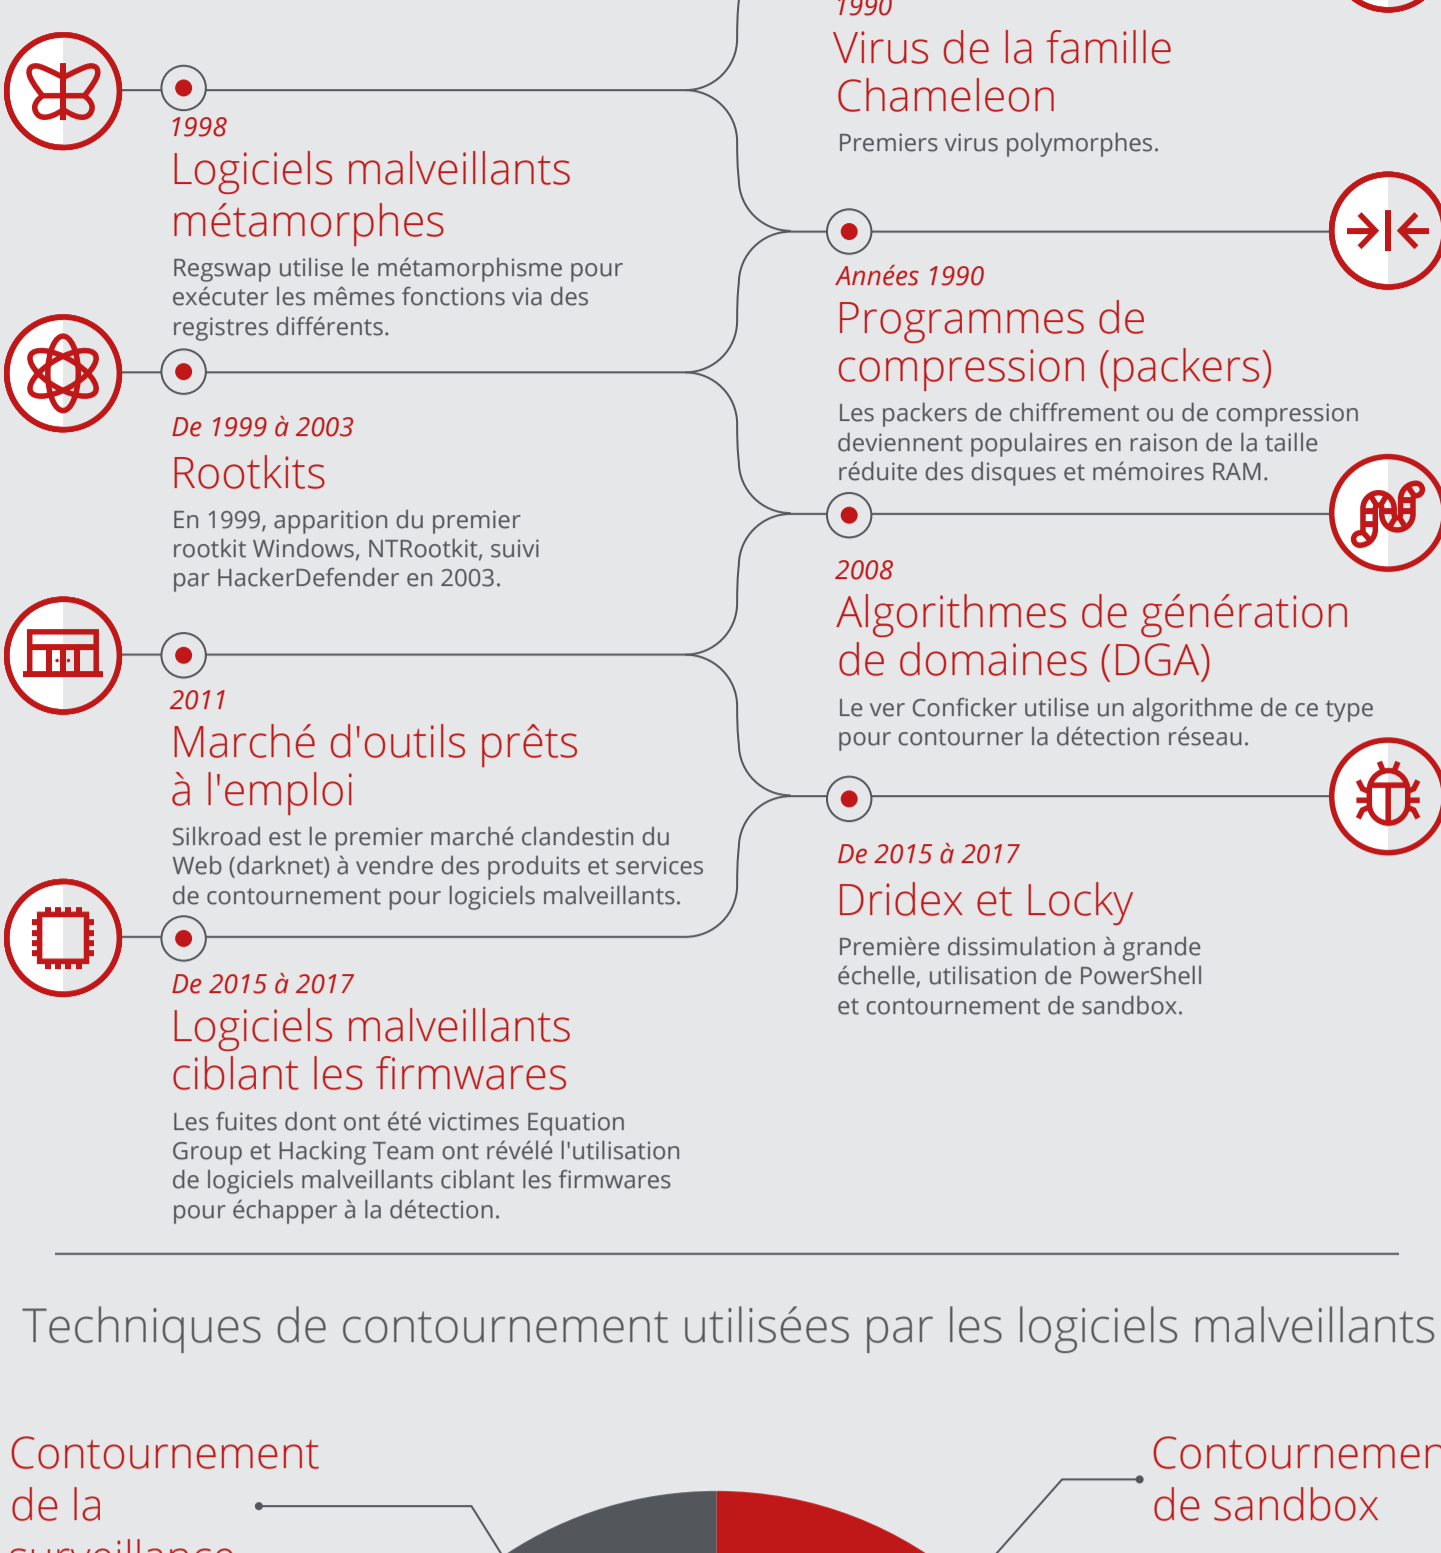 1990
Virus de la famille
Chameleon
Premiers virus polymorphes.
1998
Logiciels malveillants
métamorphes
Regswap utilise le métamorphisme pour
exécuter les mêmes fonctions via des
registres différents.
Années 1990
Programmes de
compression (packers)
Les packers de chiffrement ou de compression
deviennent populaires en raison de la taille
réduite des disques et mémoires RAM.
De 1999 à 2003
Rootkits
En 1999, apparition du premier
rootkit Windows, NTRootkit, suivi
par HackerDefender en 2003.
2008
Algorithmes de génération
de domaines (DGA)
Le ver Conficker utilise un algorithme de ce type
pour contourner la détection réseau.
2011
Marché d'outils prêts
à l'emploi
Silkroad est le premier marché clandestin du
Web (darknet) à vendre des produits et services
de contournement pour logiciels malveillants.
De 2015 à 2017
Dridex et Locky
Première dissimulation à grande
échelle, utilisation de PowerShell
et contournement de sandbox.
De 2015 à 2017
Logiciels malveillants
ciblant les firmwares
Les fuites dont ont été victimes Equation
Group et Hacking Team ont révélé l'utilisation
de logiciels malveillants ciblant les firmwares
pour échapper à la détection.
Techniques de contournement utilisées par les logiciels malveillants
Contournement
de la
surveillance
Contournemen
de sandbox